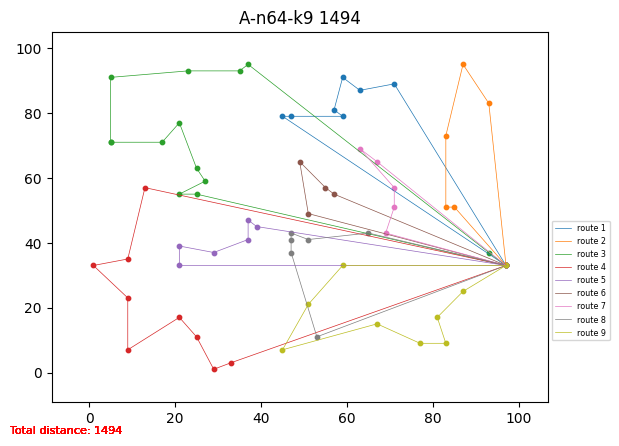 A-n64-k9 1494
100
80
60
40
20
0
0 20 40 60 80 100
route 1
route 2
route 3
route 4
route 5
route 6
route 7
route 8
route 9
Total distance: 1494